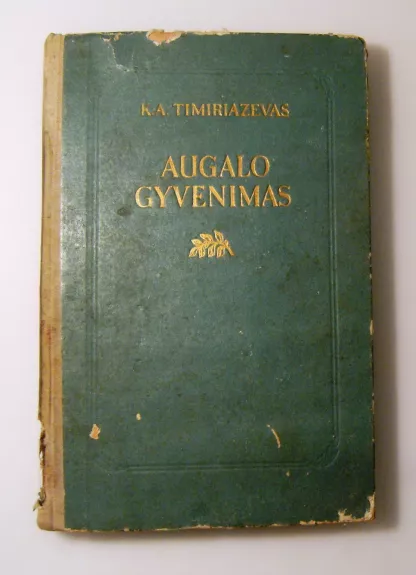 K. A. TIMIRIAZEVAS
AUGALO
GYVENIMAS